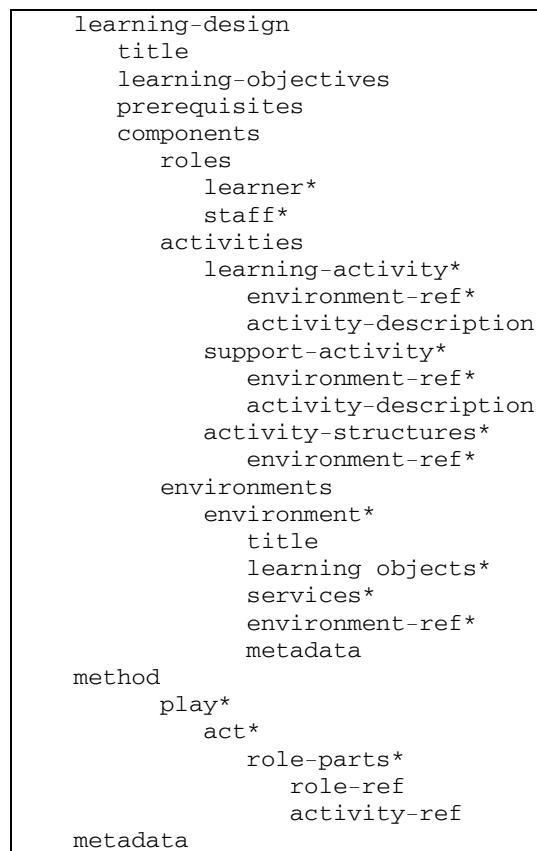 learning-design
title
learning-objectives
prerequisites
components
roles
learner*
staff*
activities
learning-activity*
environment-ref*
activity-description
support-activity*
environment-ref*
activity-description
activity-structures*
environment-ref*
environments
environment*
title
learning objects*
services*
environment-ref*
metadata
method
play*
act*
role-parts*
role-ref
activity-ref
metadata